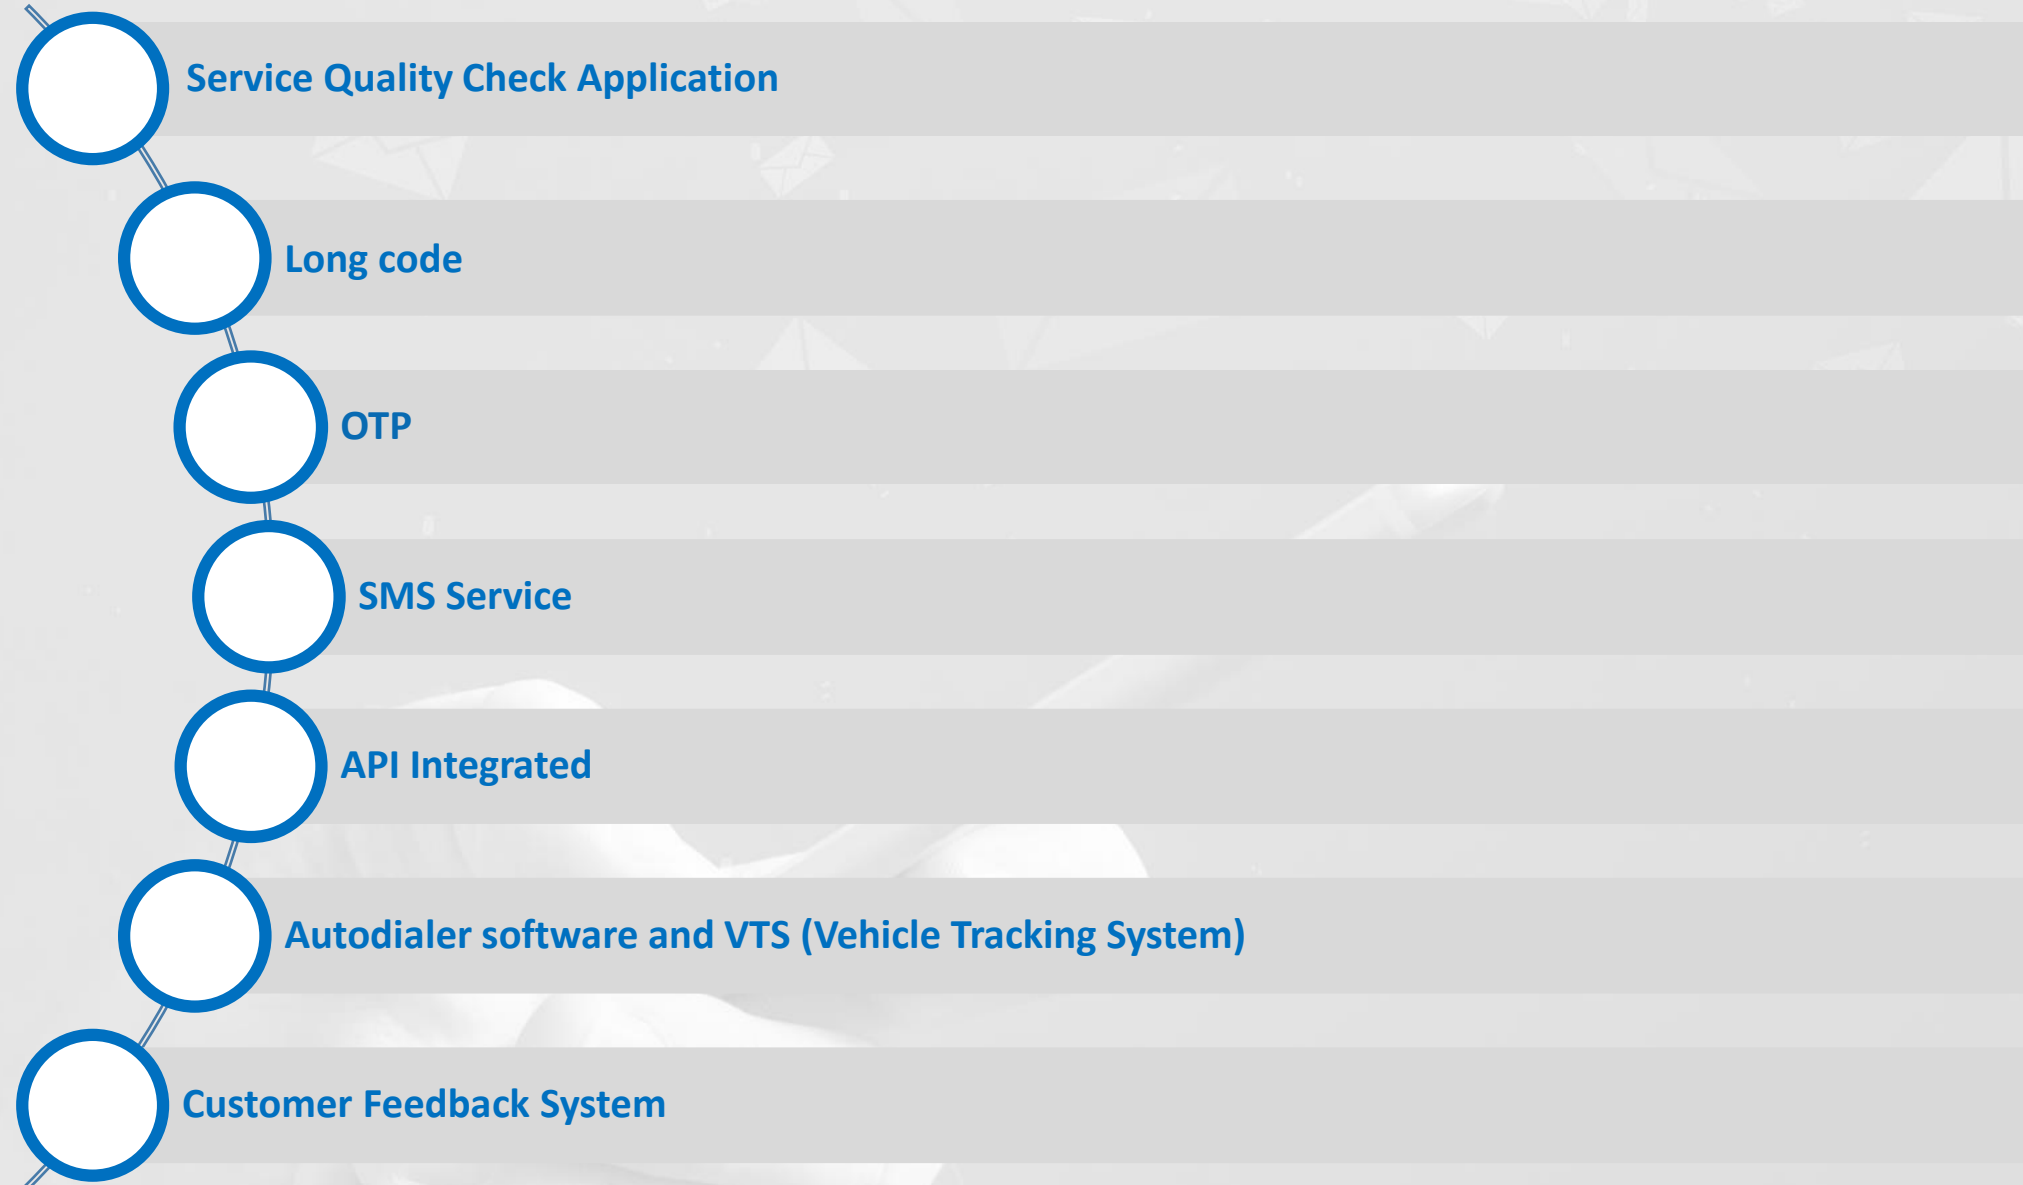 Service Quality Check Application
Long code
OTP
SMS Service
API Integrated
Autodialer software and VTS (Vehicle Tracking System)
Customer Feedback System